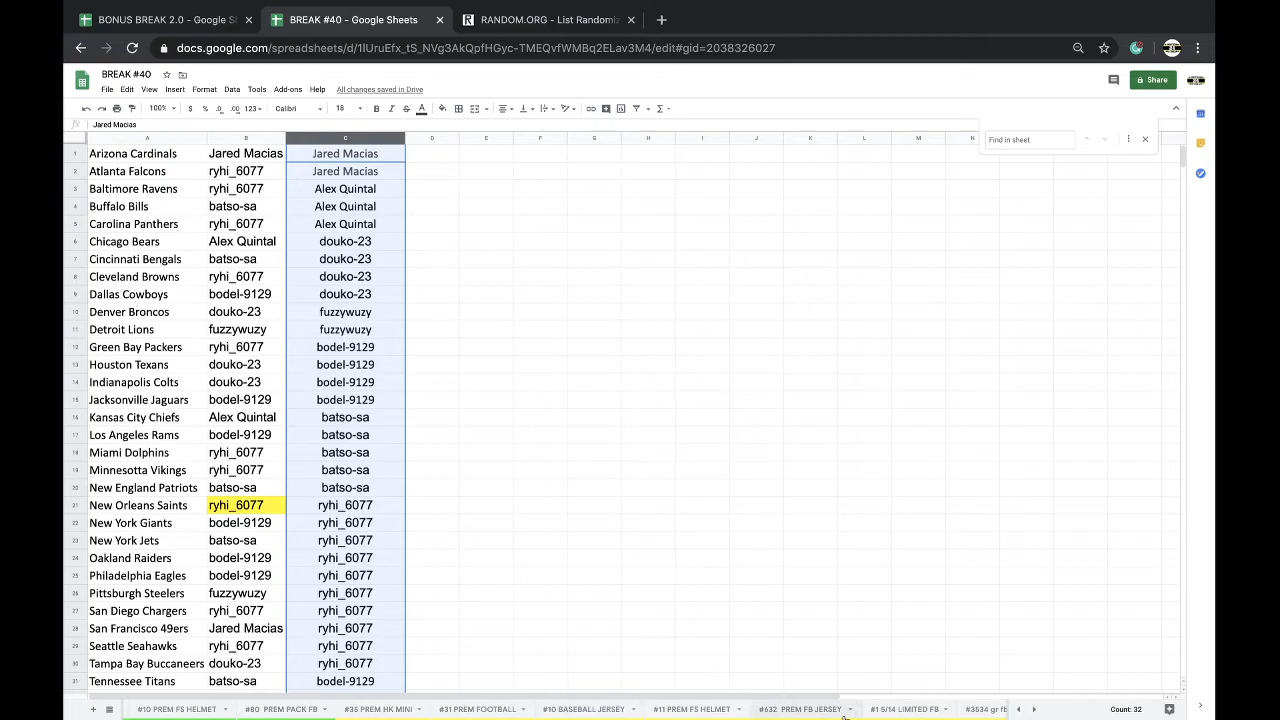 BONUS BREAK 2.0 - Google Sh
BREAK #40 - Google Sheets
RANDOM.ORG - List Randomiz
docs.google.com/spreadsheets/d/1lUruEfx_tS_NVg3AkQpfHGyc-TMEQvfWMBq2ELav3M4/edit#gid=2038326027
BREAK #40
File Edit View Insert Format Data Tools Add-ons Help All changes saved in Drive
Share
100% $ % .0 .00 123 Calibri 18 B I S A
fx Jared Macias
Find in sheet
A B C D E F G H I J K L M N
1 Arizona Cardinals Jared Macias Jared Macias
2 Atlanta Falcons ryhi_6077 Jared Macias
3 Baltimore Ravens ryhi_6077 Alex Quintal
4 Buffalo Bills batso-sa Alex Quintal
5 Carolina Panthers ryhi_6077 Alex Quintal
6 Chicago Bears Alex Quintal douko-23
7 Cincinnati Bengals batso-sa douko-23
8 Cleveland Browns ryhi_6077 douko-23
9 Dallas Cowboys bodel-9129 douko-23
10 Denver Broncos douko-23 fuzzywuzy
11 Detroit Lions fuzzywuzy fuzzywuzy
12 Green Bay Packers ryhi_6077 bodel-9129
13 Houston Texans douko-23 bodel-9129
14 Indianapolis Colts douko-23 bodel-9129
15 Jacksonville Jaguars bodel-9129 bodel-9129
16 Kansas City Chiefs Alex Quintal batso-sa
17 Los Angeles Rams bodel-9129 batso-sa
18 Miami Dolphins ryhi_6077 batso-sa
19 Minnesotta Vikings ryhi_6077 batso-sa
20 New England Patriots batso-sa batso-sa
21 New Orleans Saints ryhi_6077 ryhi_6077
22 New York Giants bodel-9129 ryhi_6077
23 New York Jets batso-sa ryhi_6077
24 Oakland Raiders bodel-9129 ryhi_6077
25 Philadelphia Eagles bodel-9129 ryhi_6077
26 Pittsburgh Steelers fuzzywuzy ryhi_6077
27 San Diego Chargers ryhi_6077 ryhi_6077
28 San Francisco 49ers Jared Macias ryhi_6077
29 Seattle Seahawks ryhi_6077 ryhi_6077
30 Tampa Bay Buccaneers douko-23 ryhi_6077
31 Tennessee Titans batso-sa bodel-9129
#10 PREM FS HELMET #80 PREM PACK FB #35 PREM HK MINI #31 PREM FOOTBALL #10 BASEBALL JERSEY #11 PREM FS HELMET #632 PREM FB JERSEY #1 5/14 LIMITED FB #3534 gr fb Count: 32